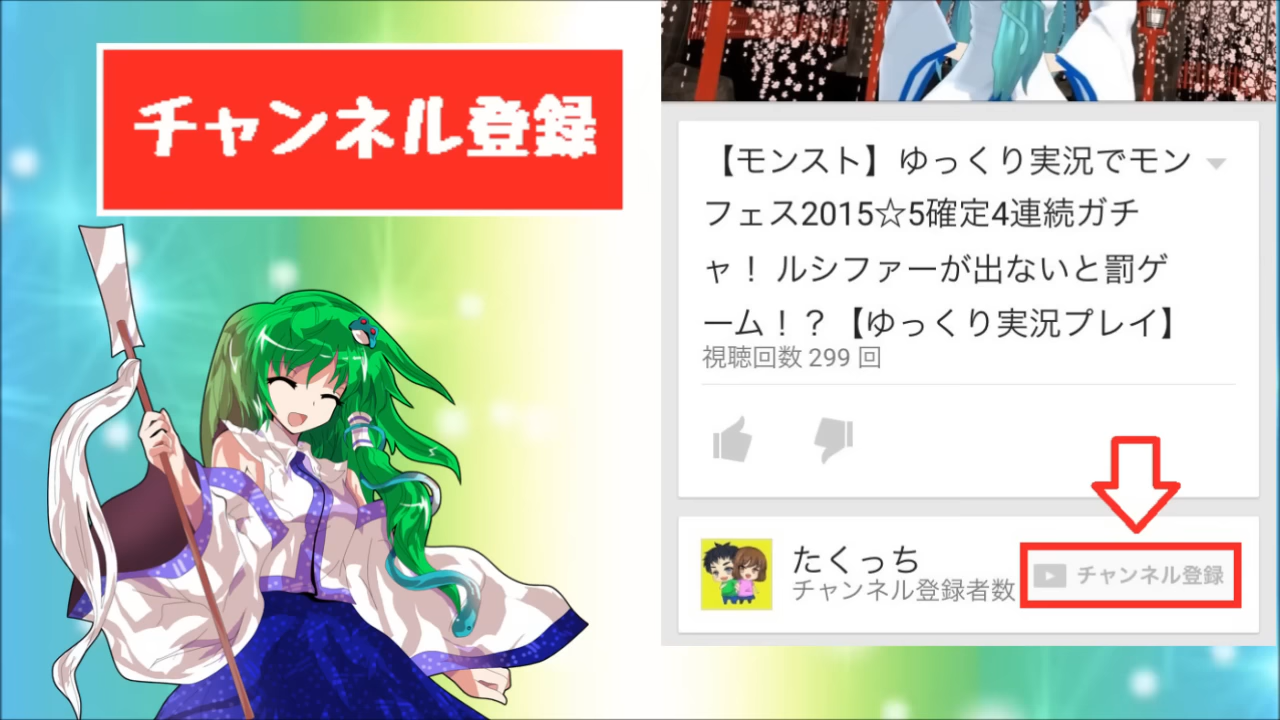 チャンネル登録
【モンスト】ゆっくり実況でモン
フェス2015☆5確定4連続ガチ
ャ！ ルシファーが出ないと罰ゲ
ーム！？【ゆっくり実況プレイ】
視聴回数 299 回
たくっち
チャンネル登録者数
チャンネル登録